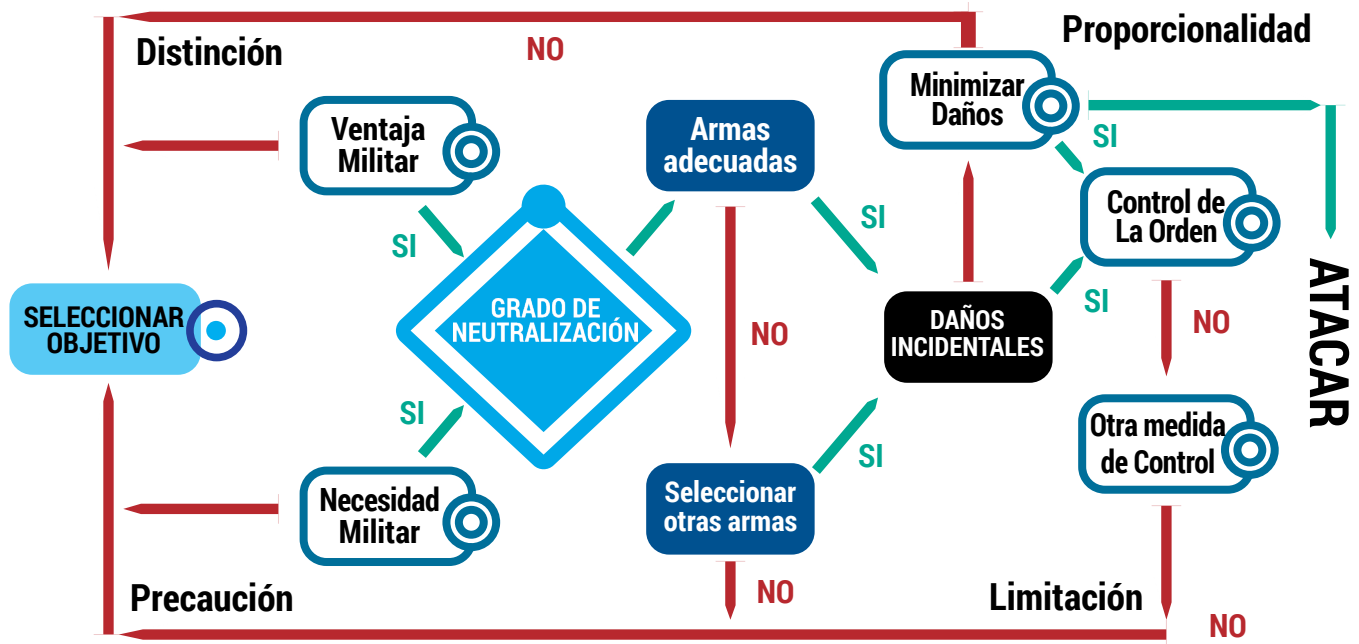 Distinción
NO
Proporcionalidad
Minimizar
Daños
Ventaja
Militar
Armas
adecuadas
SI
SI
SI
Control de
La Orden
SELECCIONAR
OBJETIVO
GRADO DE
NEUTRALIZACIÓN
NO
DAÑOS
INCIDENTALES
SI
NO
ATACAR
SI
SI
Otra medida
de Control
Necesidad
Militar
Seleccionar
otras armas
Precaución
NO
Limitación
NO